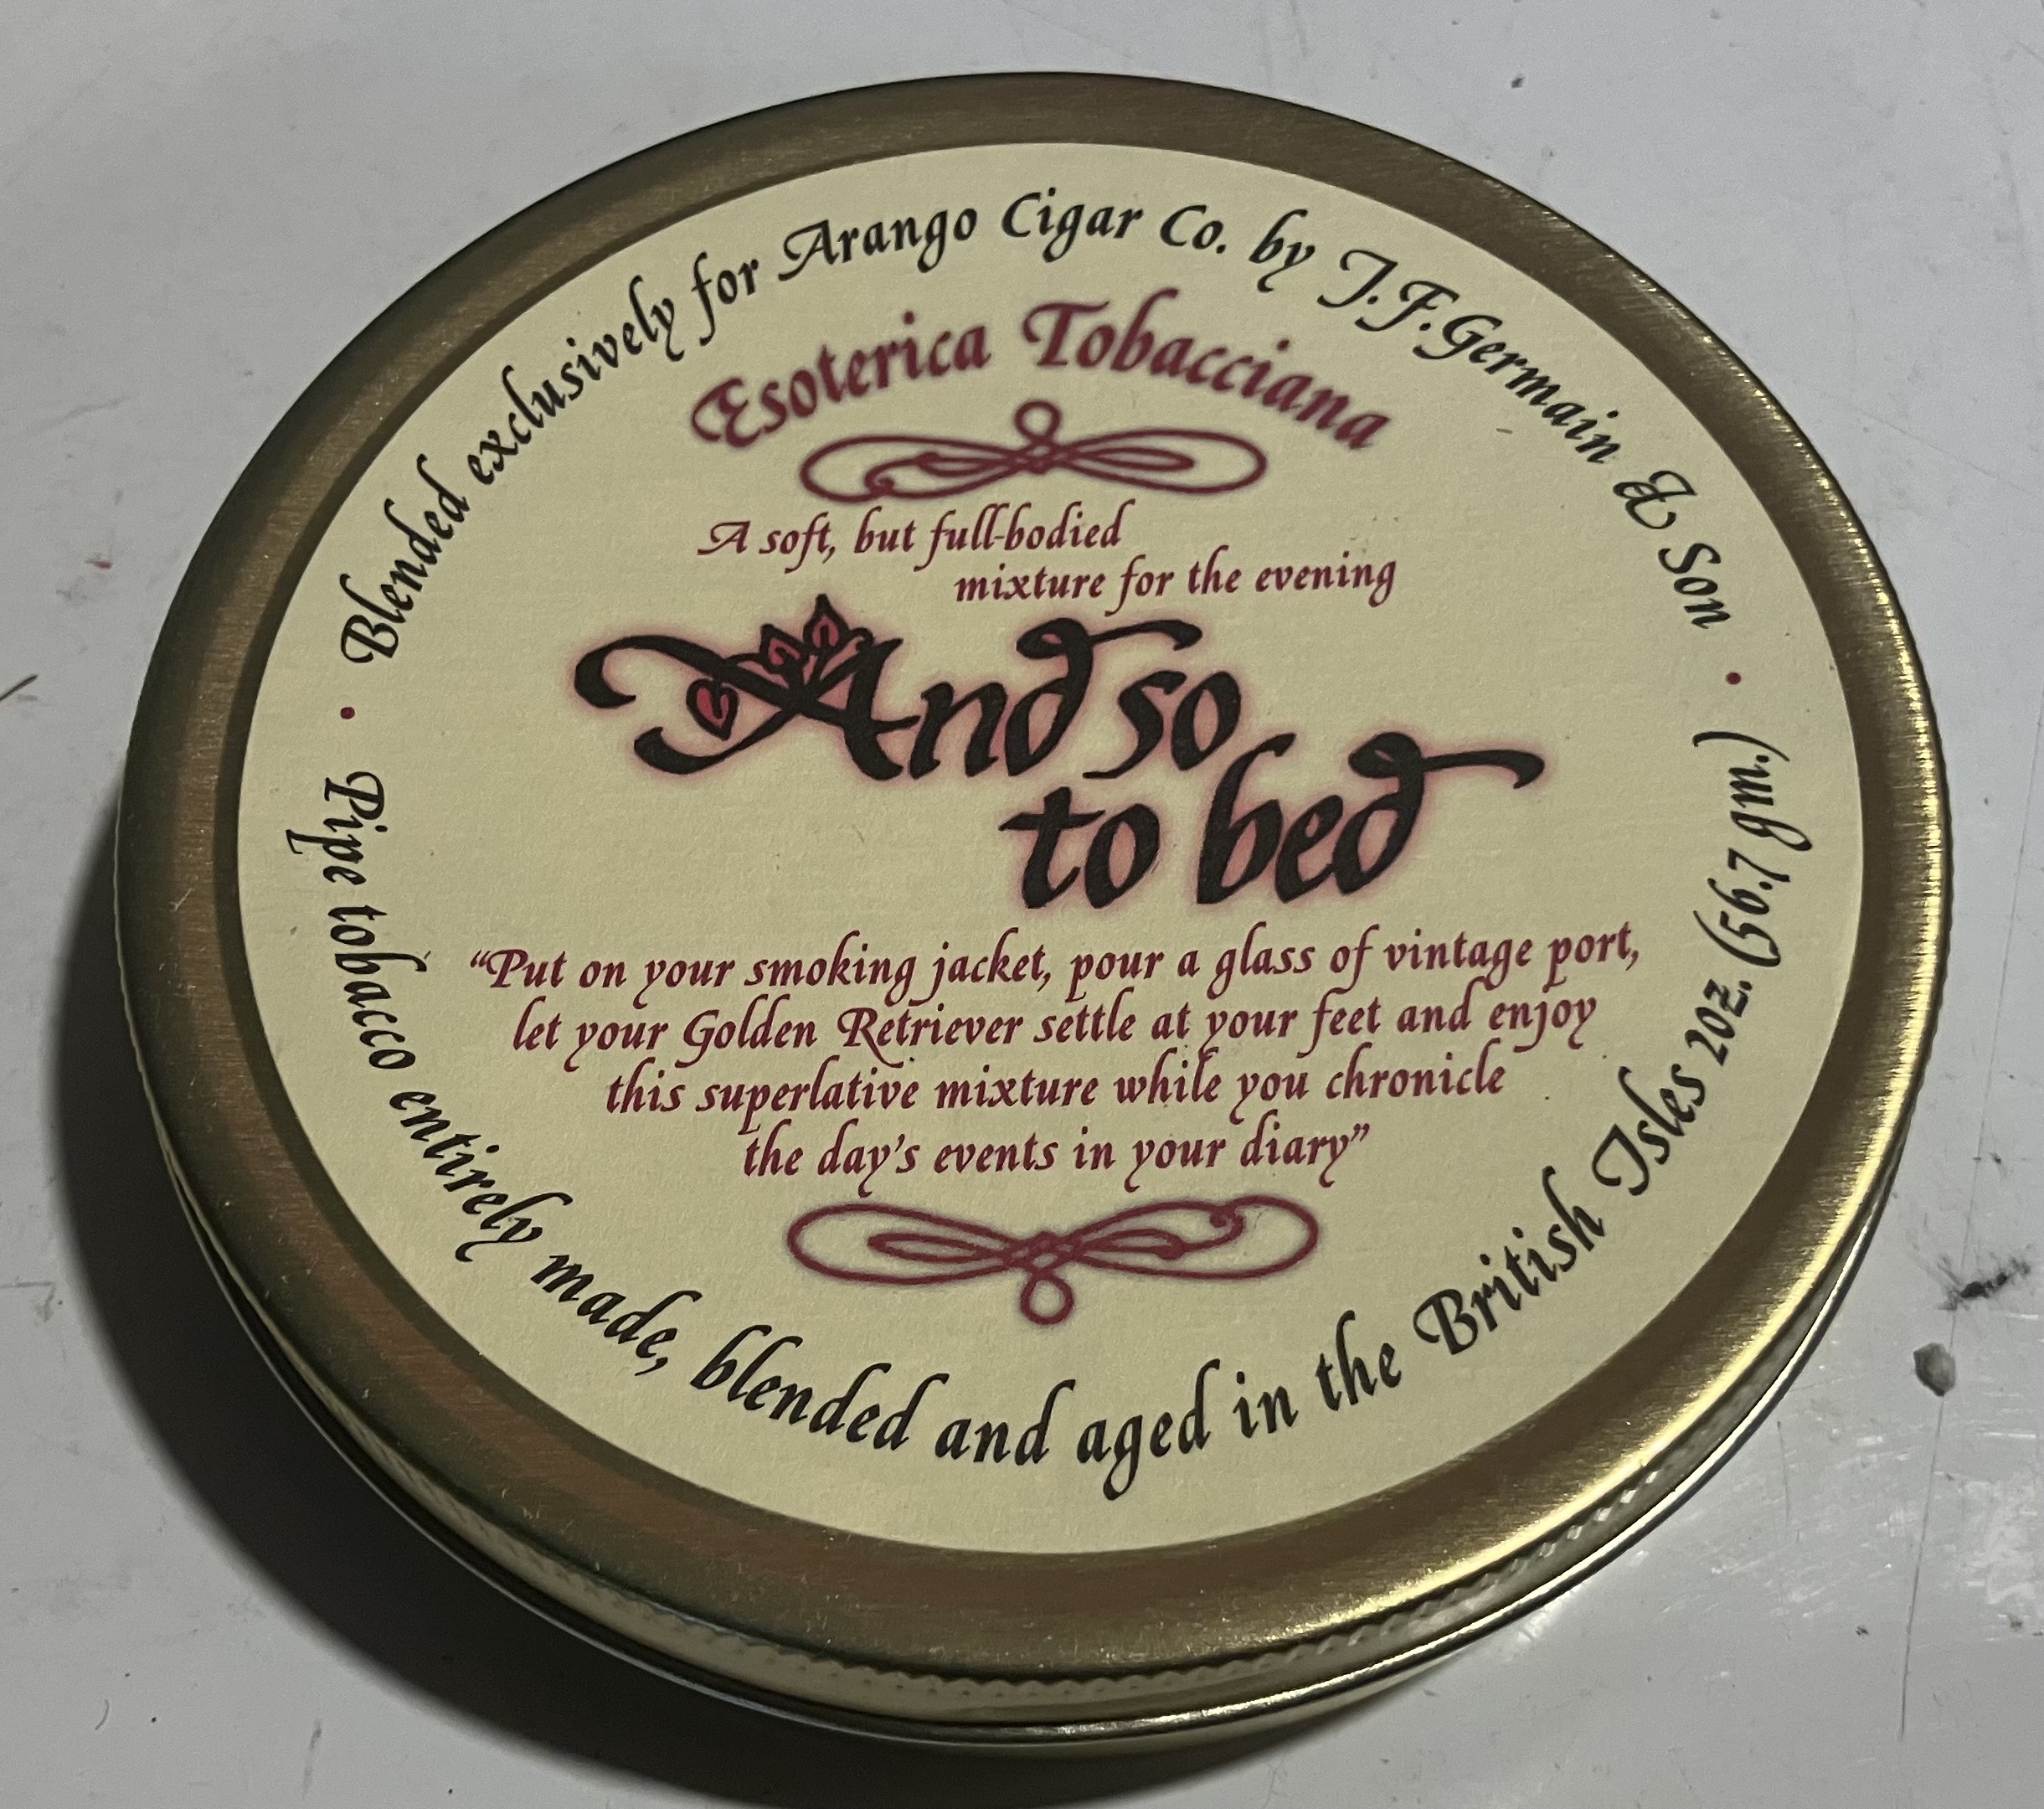 Blended exclusively for Arango Cigar Co. by J.F.Germain & Son
Esoterica Tobacciana
A soft, but full-bodied
mixture for the evening
And so
to bed
“Put on your smoking jacket, pour a glass of vintage port,
let your Golden Retriever settle at your feet and enjoy
this superlative mixture while you chronicle
the day's events in your diary”
Pipe tobacco entirely made, blended and aged in the British Isles 2oz. (56.7 gm.)